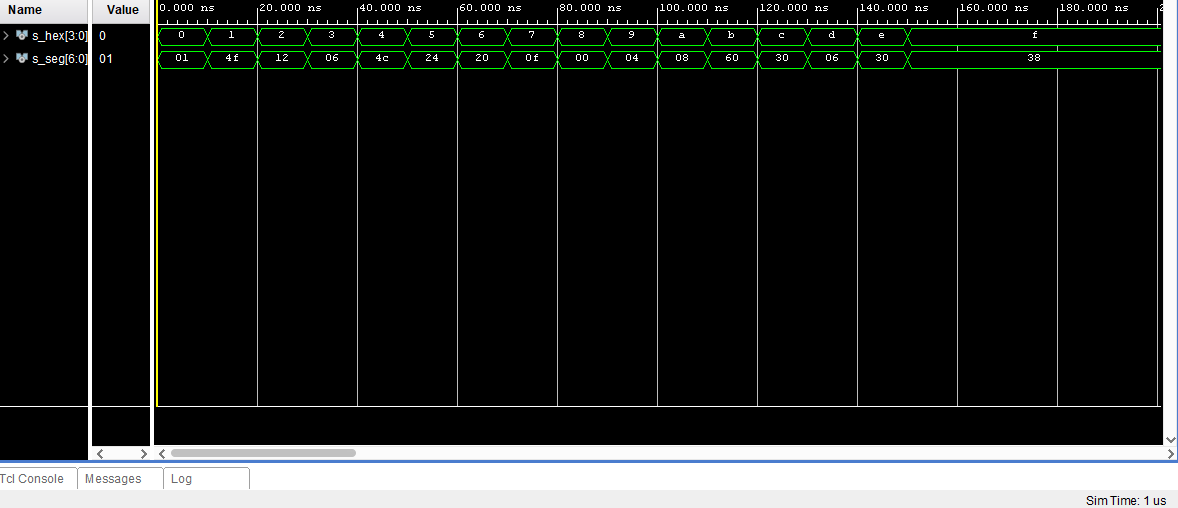 Name Value 0.000 ns 20.000 ns 40.000 ns 60.000 ns 80.000 ns 100.000 ns 120.000 ns 140.000 ns 160.000 ns 180.000 ns
s_hex[3:0] 0 0 1 2 3 4 5 6 7 8 9 a b c d e f
s_seg[6:0] 01 01 4f 12 06 4c 24 20 0f 00 04 08 60 30 06 30 38
Tcl Console Messages Log
Sim Time: 1 us